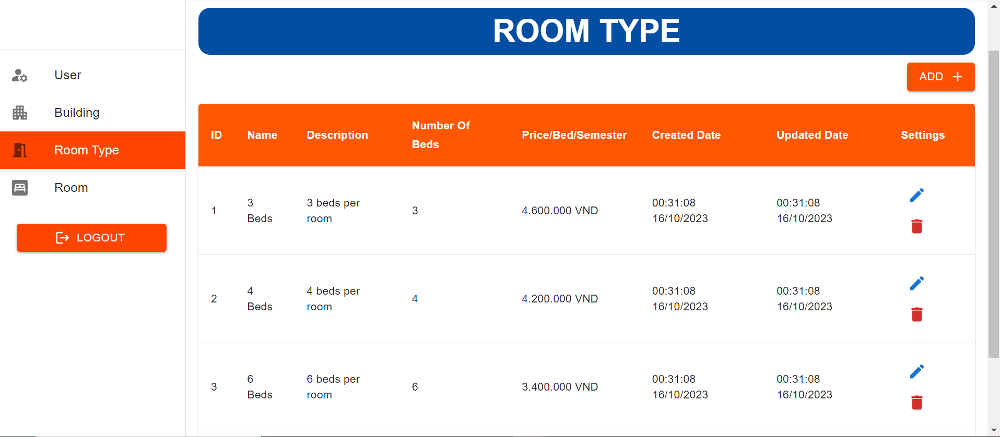 ROOM TYPE
ADD
User
Building
Room Type
Room
LOGOUT
ID Name Description Number Of Beds Price/Bed/Semester Created Date Updated Date Settings
1 3 Beds 3 beds per room 3 4.600.000 VND 00:31:08 16/10/2023 00:31:08 16/10/2023
2 4 Beds 4 beds per room 4 4.200.000 VND 00:31:08 16/10/2023 00:31:08 16/10/2023
3 6 Beds 6 beds per room 6 3.400.000 VND 00:31:08 16/10/2023 00:31:08 16/10/2023